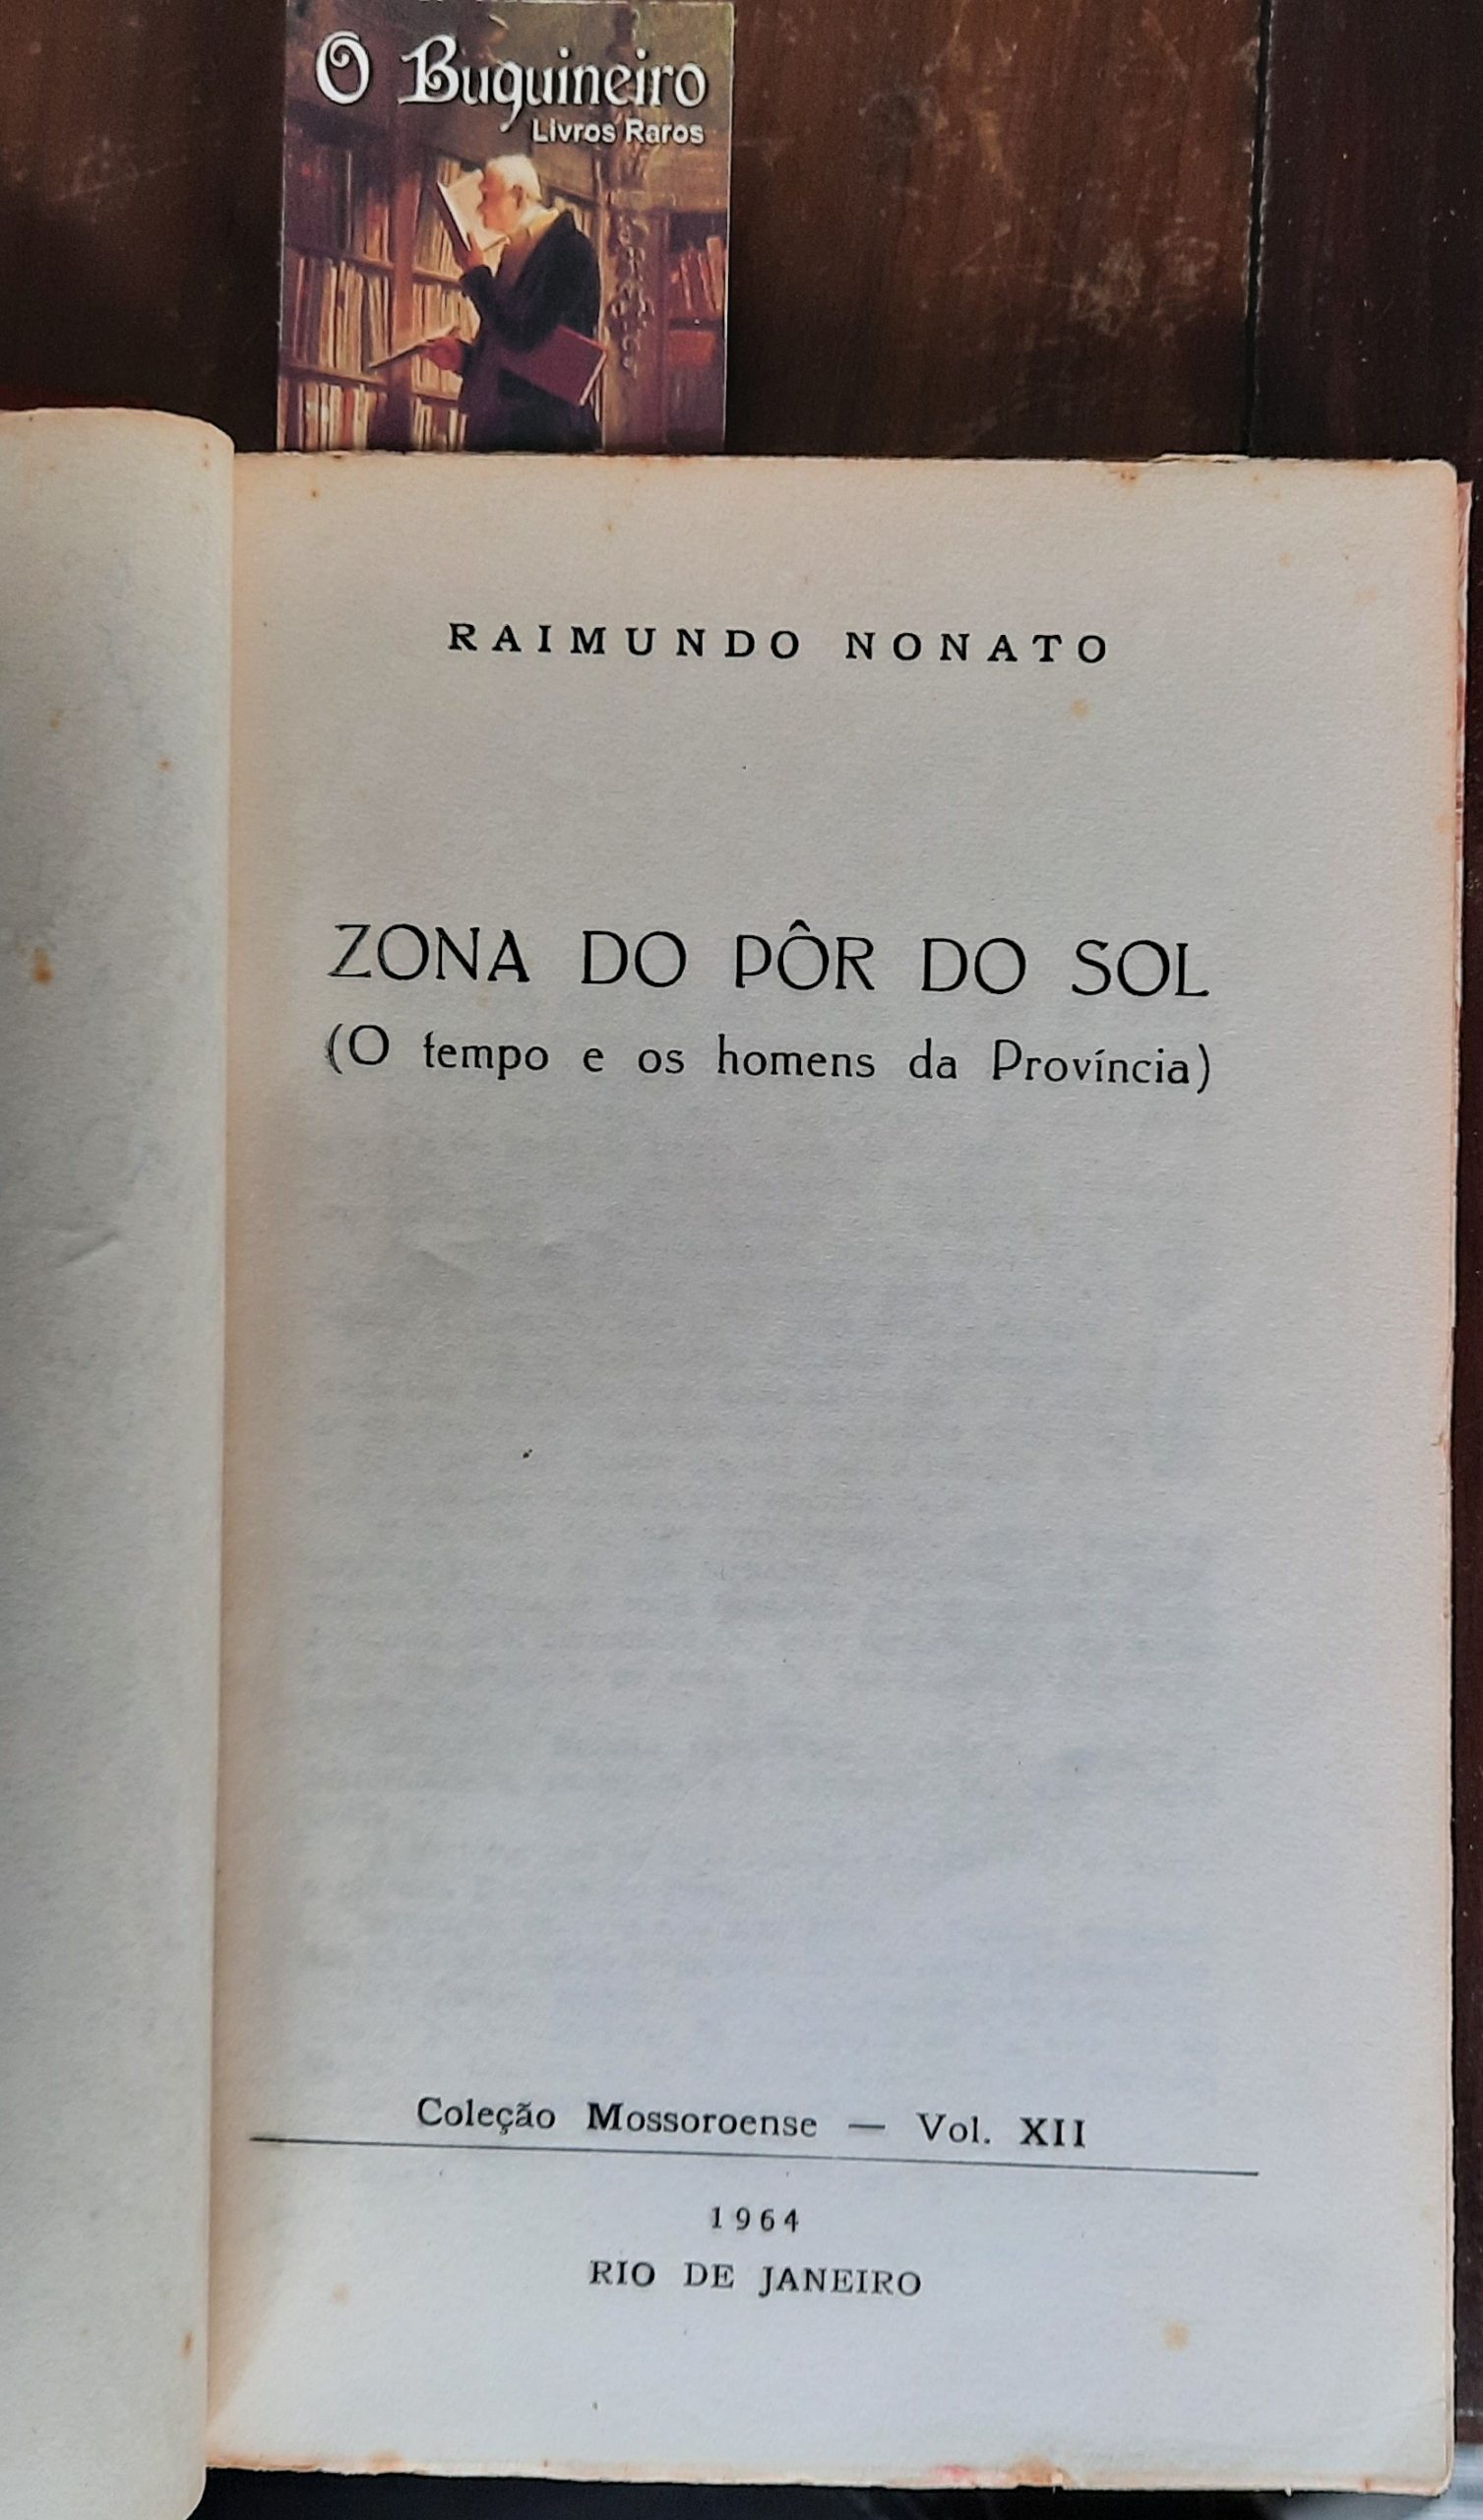 O Buquineiro
Livros Raros
RAIMUNDO NONATO
ZONA DO PÔR DO SOL
(O tempo e os homens da Província)
Coleção Mossoroense — Vol. XII
1964
RIO DE JANEIRO